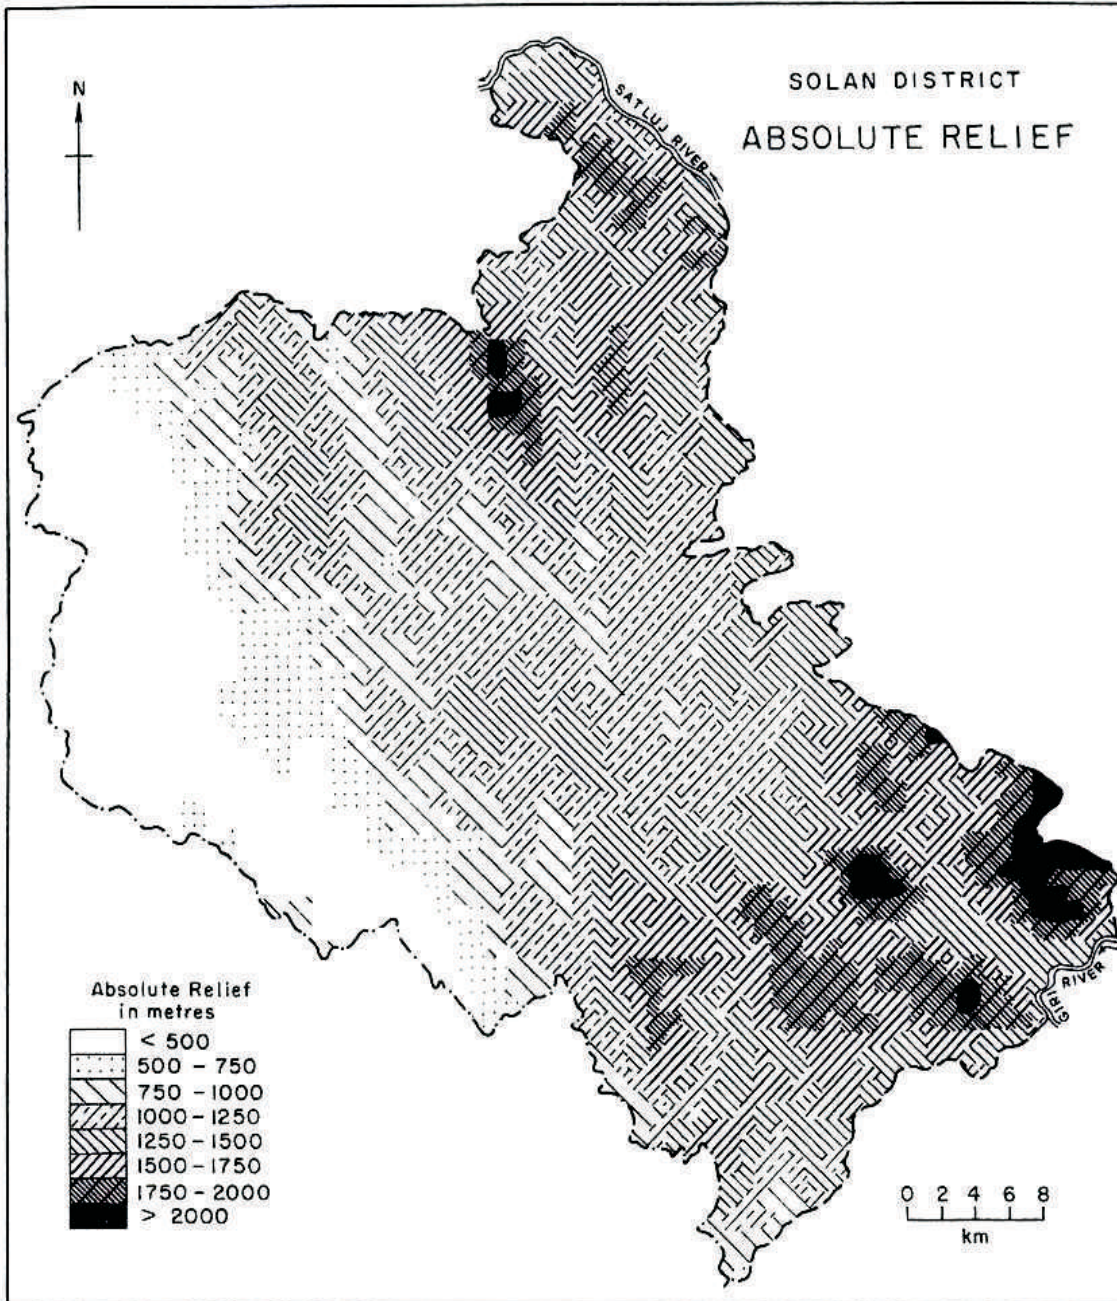 N
SOLAN DISTRICT
ABSOLUTE RELIEF
SATLUJ RIVER
GIRI RIVER
Absolute Relief
in metres
< 500
500 - 750
750 - 1000
1000 - 1250
1250 - 1500
1500 - 1750
1750 - 2000
> 2000
0 2 4 6 8
km